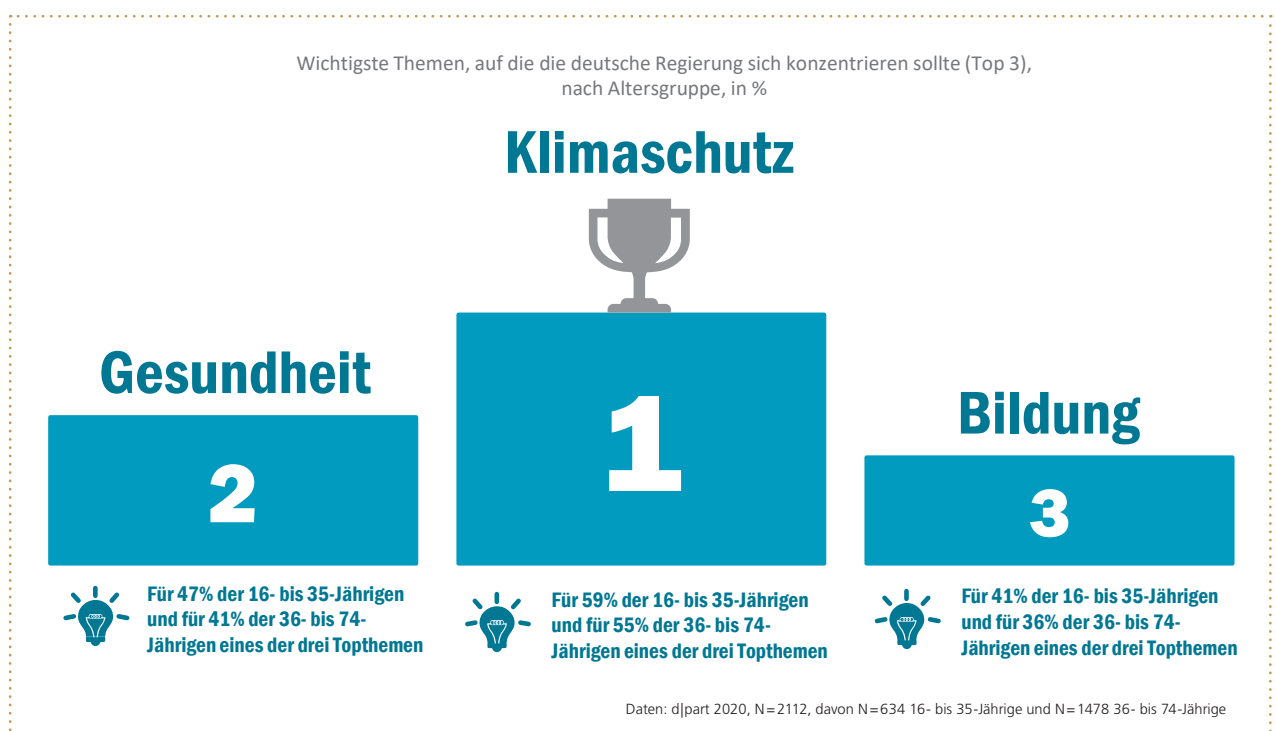 Wichtigste Themen, auf die die deutsche Regierung sich konzentrieren sollte (Top 3),
nach Altersgruppe, in %
Klimaschutz
Gesundheit
Bildung
1
2
3
Für 47% der 16- bis 35-Jährigen
und für 41% der 36- bis 74-
Jährigen eines der drei Topthemen
Für 59% der 16- bis 35-Jährigen
und für 55% der 36- bis 74-
Jährigen eines der drei Topthemen
Für 41% der 16- bis 35-Jährigen
und für 36% der 36- bis 74-
Jährigen eines der drei Topthemen
Daten: d|part 2020, N=2112, davon N=634 16- bis 35-Jährige und N=1478 36- bis 74-Jährige